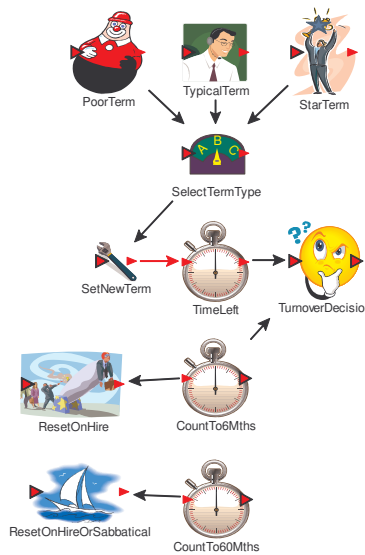 PoorTerm
TypicalTerm
StarTerm
A B C
SelectTermType
SetNewTerm
TimeLeft
??
TurnoverDecisio
ResetOnHire
CountTo6Mths
ResetOnHireOrSabbatical
CountTo60Mths